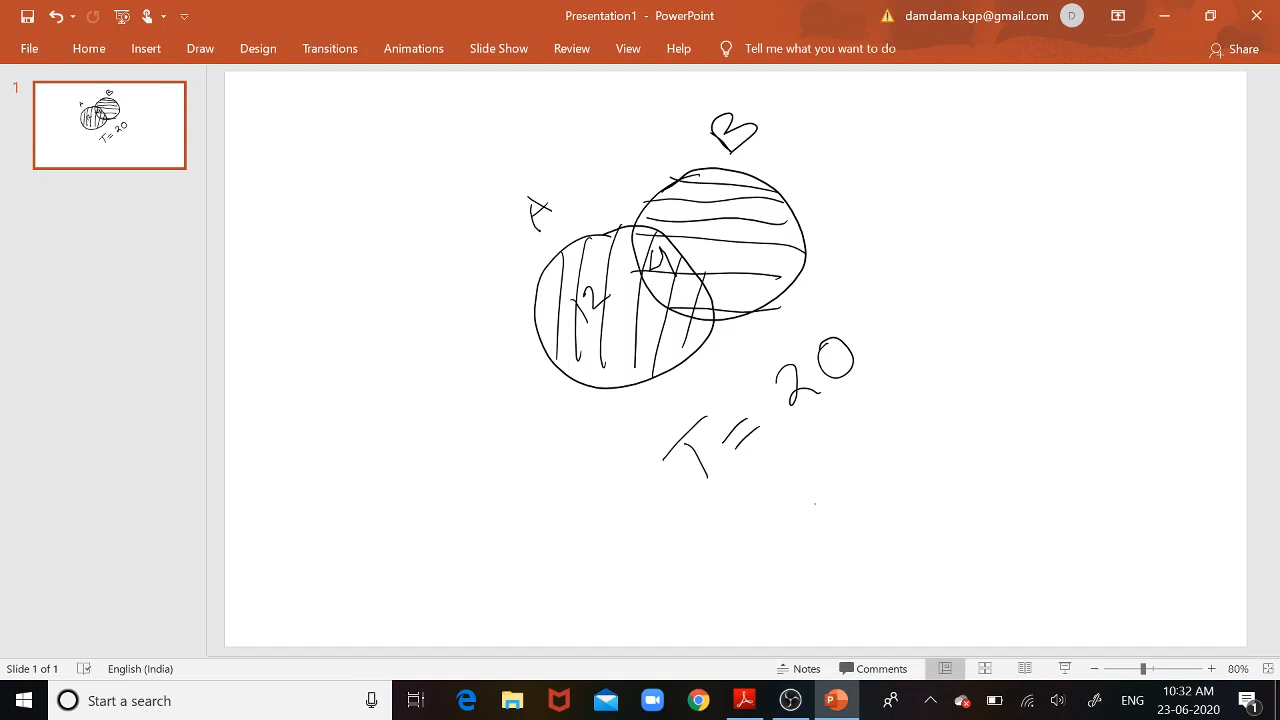 Presentation1 - PowerPoint
damdama.kgp@gmail.com
D
File Home Insert Draw Design Transitions Animations Slide Show Review View Help Tell me what you want to do Share
1
T = 20
Slide 1 of 1
English (India)
Notes
Comments
80%
Start a search
ENG
10:32 AM
23-06-2020
1